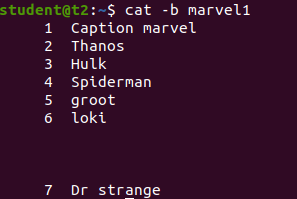 student@t2:~$ cat -b marvel1
1 Caption marvel
2 Thanos
3 Hulk
4 Spiderman
5 groot
6 loki
7 Dr strange